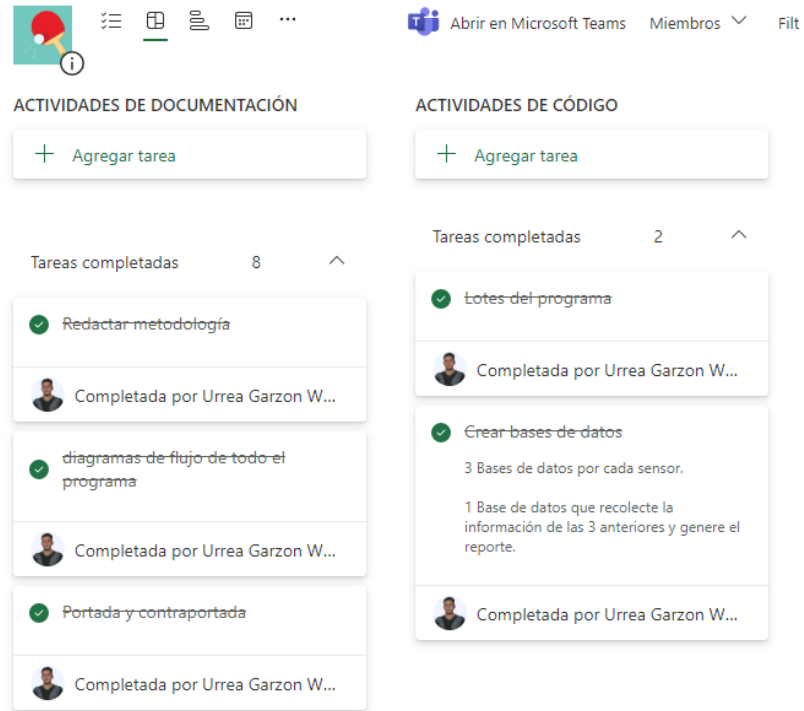 Abrir en Microsoft Teams
Miembros
Filt
ACTIVIDADES DE DOCUMENTACIÓN
Agregar tarea
Tareas completadas 8
Redactar metodología
Completada por Urrea Garzon W...
diagramas de flujo de todo el
programa
Completada por Urrea Garzon W...
Portada y contraportada
Completada por Urrea Garzon W...
ACTIVIDADES DE CÓDIGO
Agregar tarea
Tareas completadas 2
Lotes del programa
Completada por Urrea Garzon W...
Crear bases de datos
3 Bases de datos por cada sensor.
1 Base de datos que recolecte la
información de las 3 anteriores y genere el
reporte.
Completada por Urrea Garzon W...